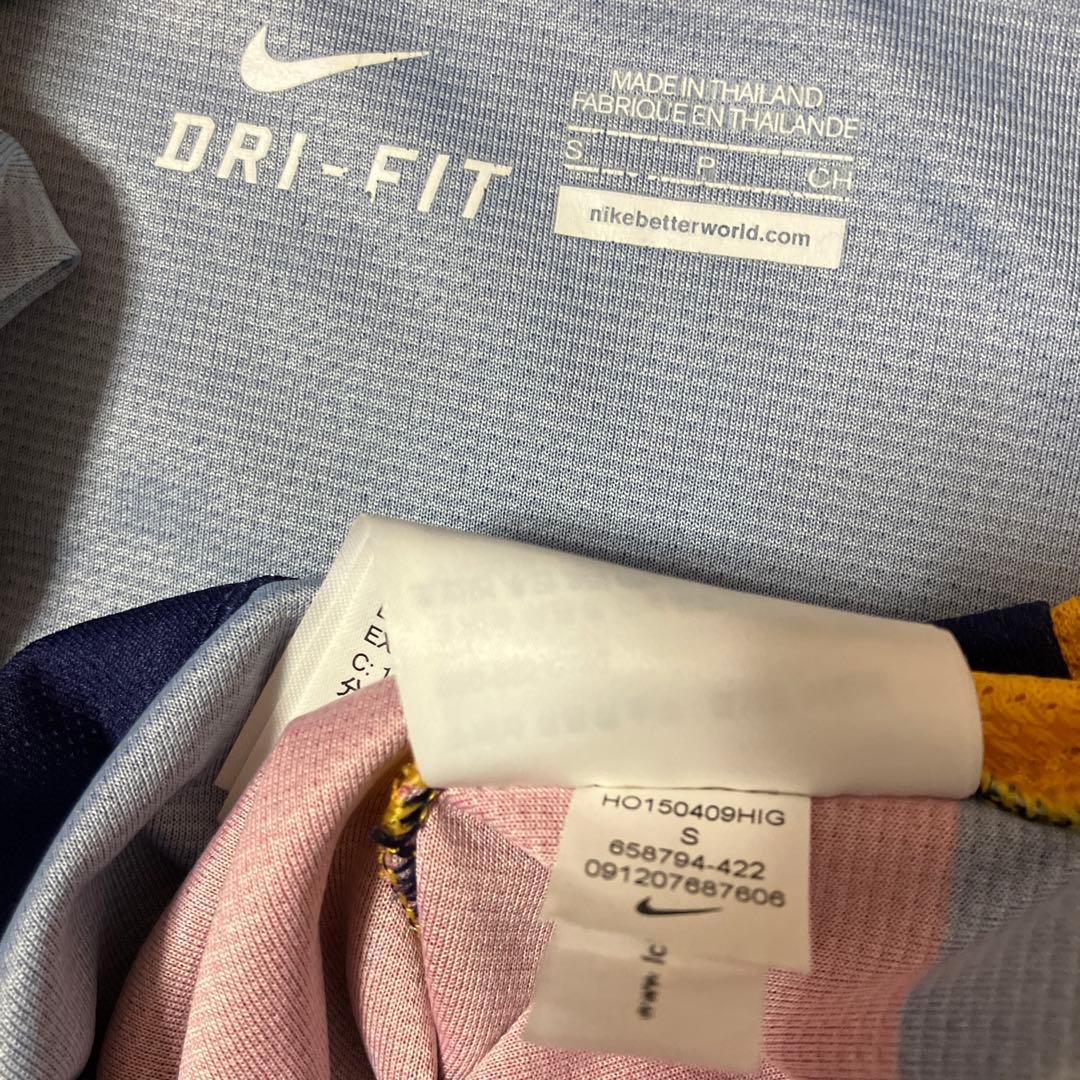 DRI-FIT
MADE IN THAILAND
FABRIQUE EN THAILANDE
S P CH
nikebetterworld.com
HO150409HIG
S
658794-422
091207687606